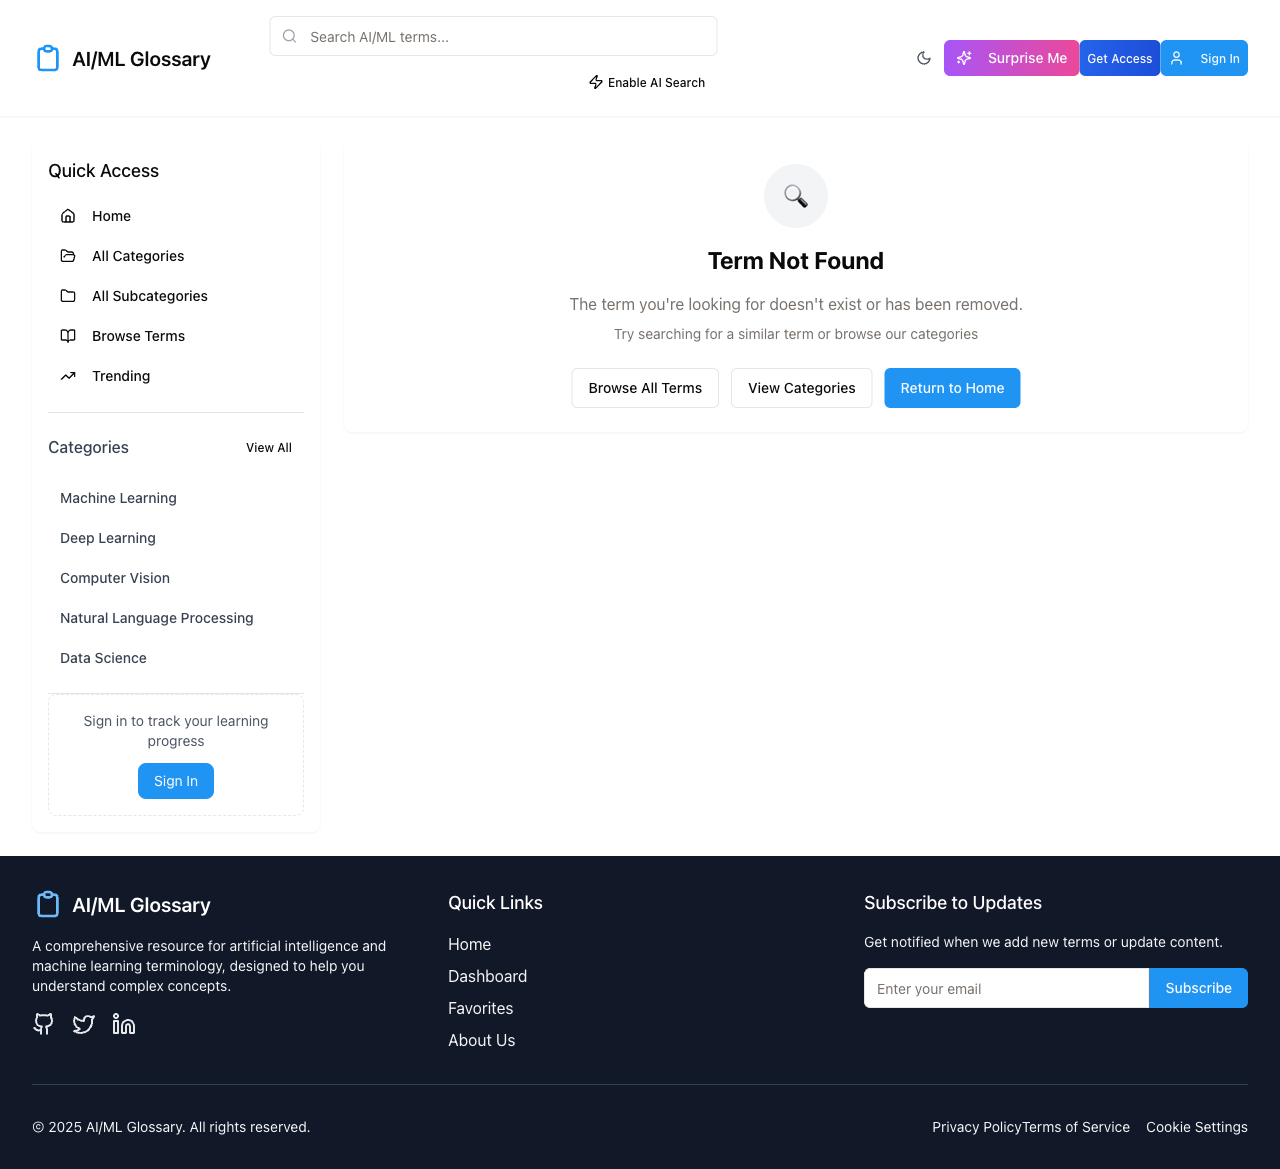 AI/ML Glossary
Search AI/ML terms...
Enable AI Search
Surprise Me
Get Access
Sign In
Quick Access
Home
All Categories
All Subcategories
Browse Terms
Trending
Categories
View All
Machine Learning
Deep Learning
Computer Vision
Natural Language Processing
Data Science
Sign in to track your learning
progress
Sign In
Term Not Found
The term you're looking for doesn't exist or has been removed.
Try searching for a similar term or browse our categories
Browse All Terms
View Categories
Return to Home
AI/ML Glossary
A comprehensive resource for artificial intelligence and
machine learning terminology, designed to help you
understand complex concepts.
Quick Links
Home
Dashboard
Favorites
About Us
Subscribe to Updates
Get notified when we add new terms or update content.
Enter your email
Subscribe
© 2025 AI/ML Glossary. All rights reserved.
Privacy Policy
Terms of Service
Cookie Settings